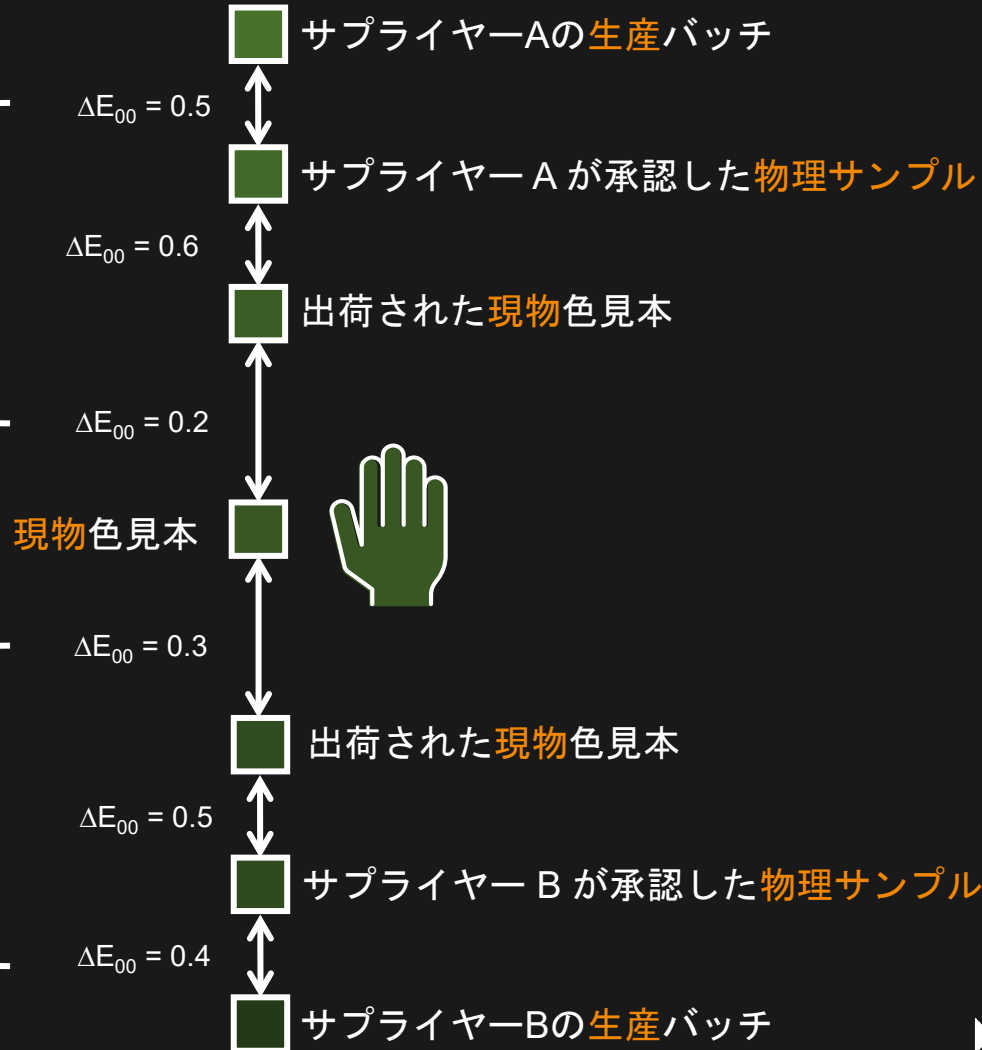 サプライヤーAの生産バッチ
ΔE00 = 0.5
サプライヤー A が承認した物理サンプル
ΔE00 = 0.6
出荷された現物色見本
ΔE00 = 0.2
現物色見本
ΔE00 = 0.3
出荷された現物色見本
ΔE00 = 0.5
サプライヤー B が承認した物理サンプル
ΔE00 = 0.4
サプライヤーBの生産バッチ